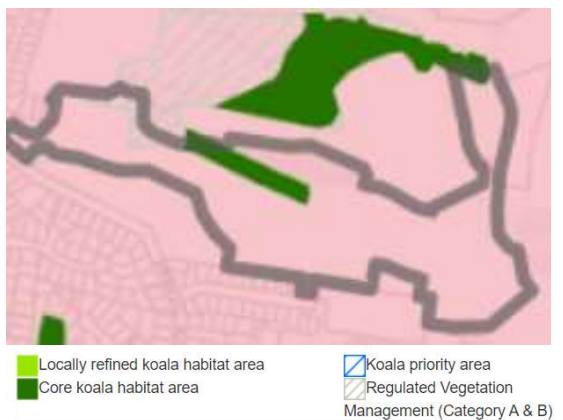 Locally refined koala habitat area
Core koala habitat area
Koala priority area
Regulated Vegetation
Management (Category A & B)